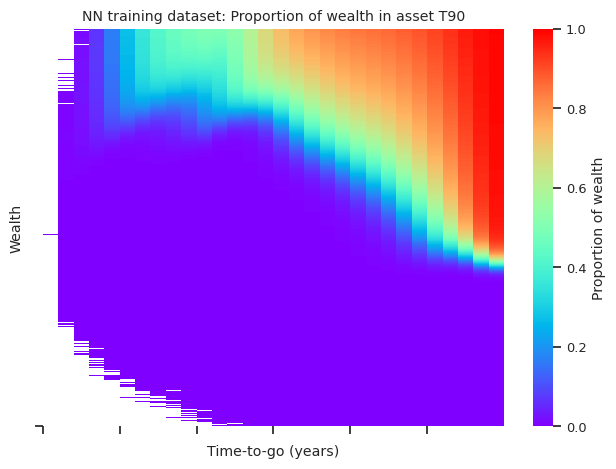 NN training dataset: Proportion of wealth in asset T90
1.0
0.8
0.6
0.4
0.2
0.0
Proportion of wealth
Wealth
Time-to-go (years)